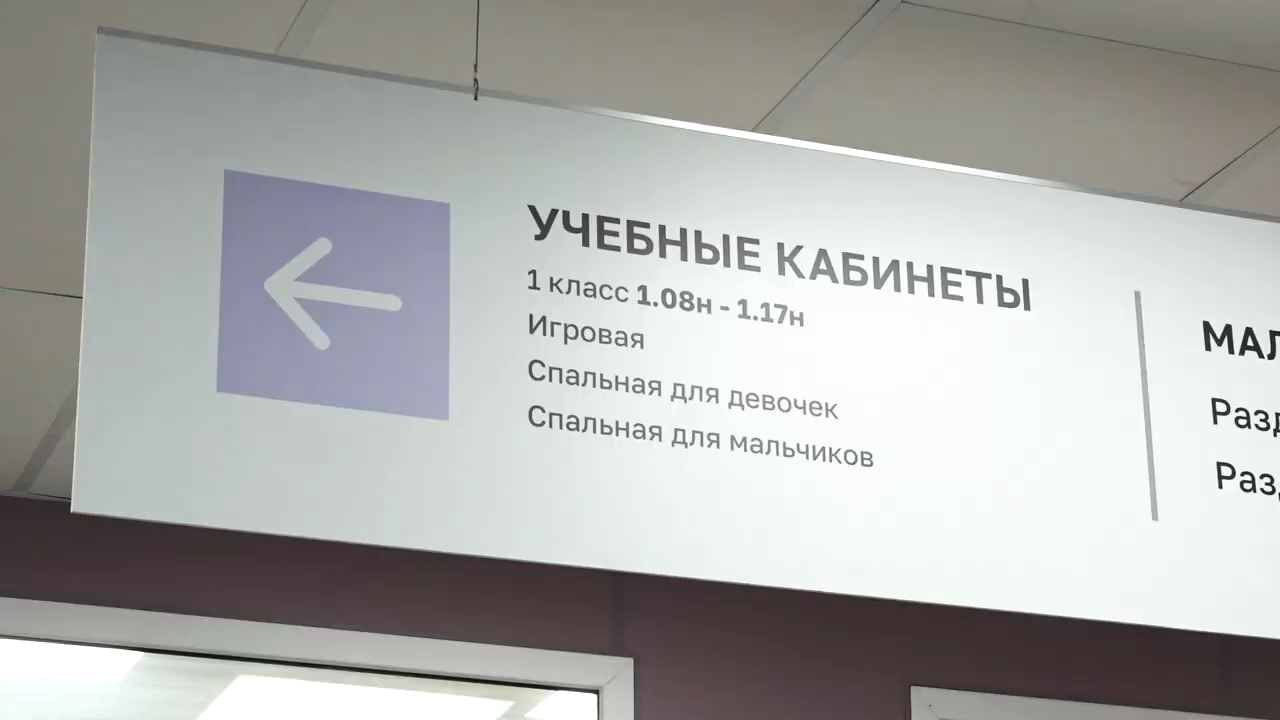 УЧЕБНЫЕ КАБИНЕТЫ
1 класс 1.08н - 1.17н
Игровая
Спальная для девочек
Спальная для мальчиков